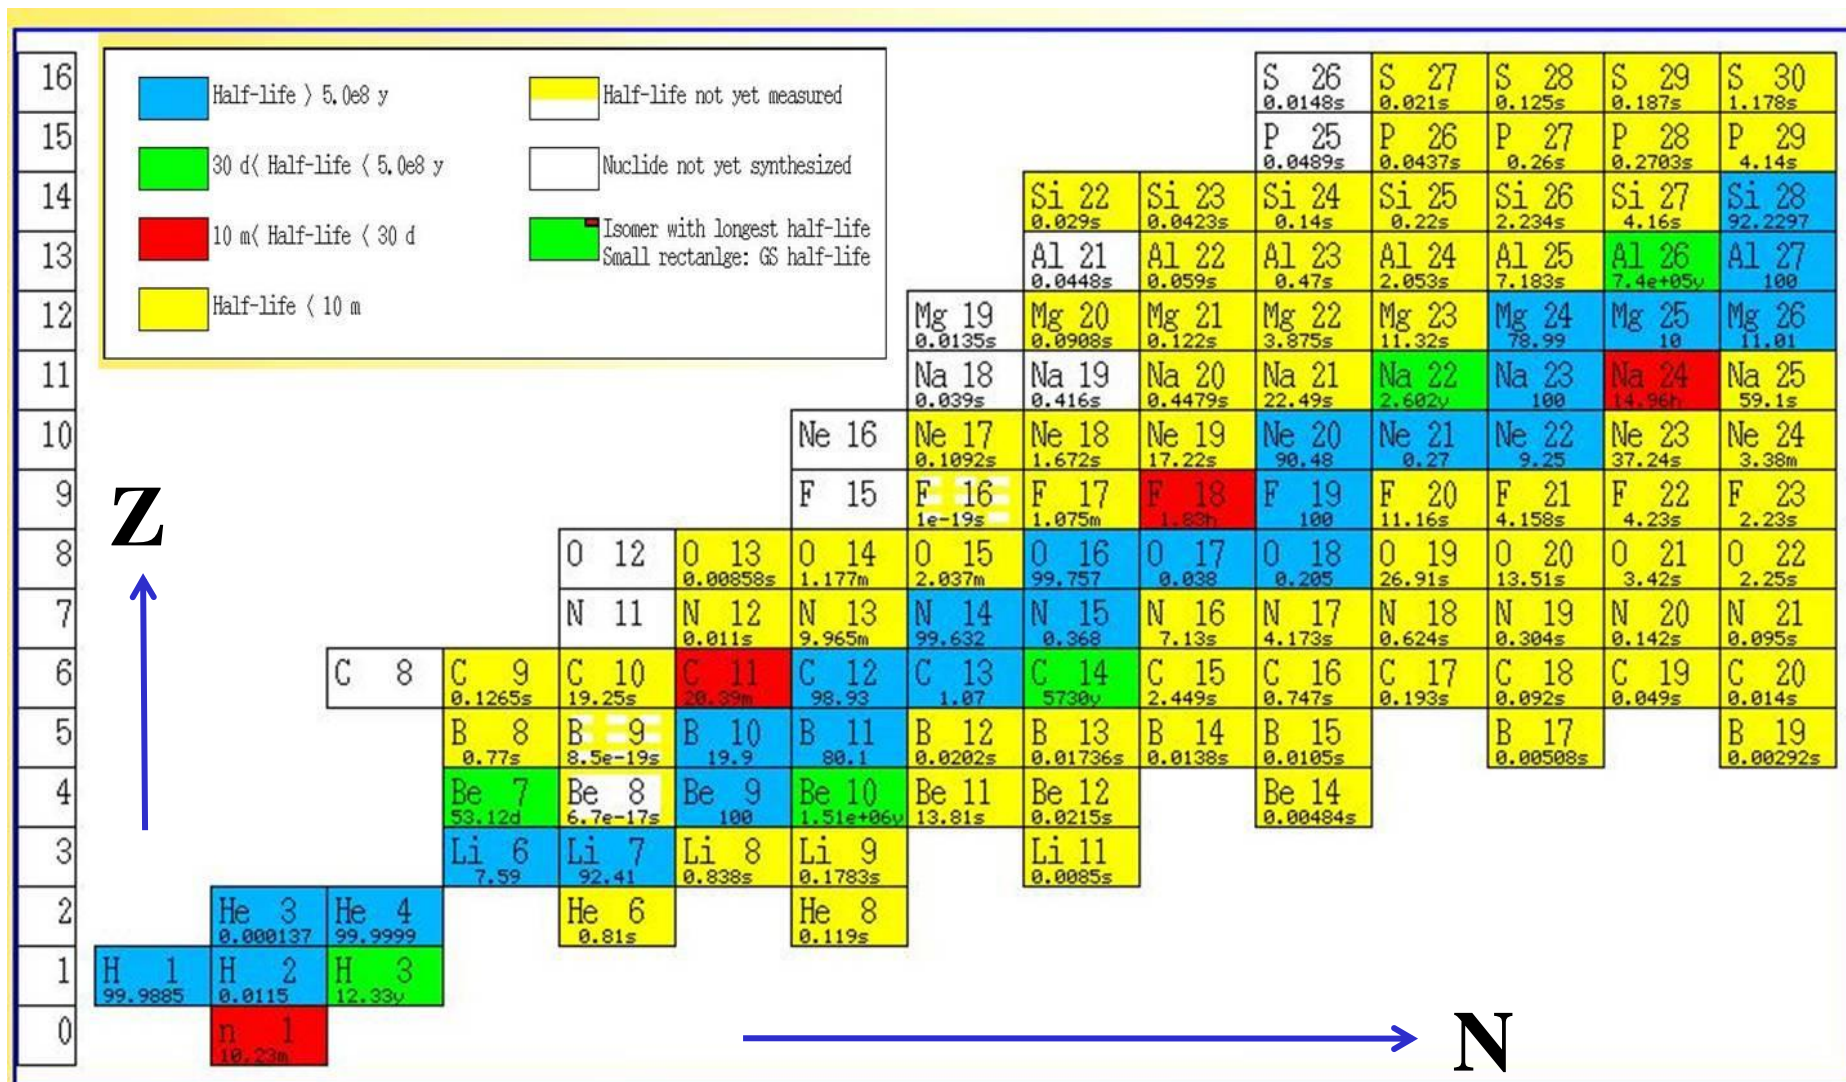 Half-life > 5.0e8 y
30 d< Half-life < 5.0e8 y
10 m< Half-life < 30 d
Half-life < 10 m
Half-life not yet measured
Nuclide not yet synthesized
Isomer with longest half-life
Small rectanlge: GS half-life
16 S 26 S 27 S 28 S 29 S 30
0.0148s 0.021s 0.125s 0.187s 1.178s
15 P 25 P 26 P 27 P 28 P 29
0.0489s 0.0437s 0.26s 0.2703s 4.14s
14 Si 22 Si 23 Si 24 Si 25 Si 26 Si 27 Si 28
0.029s 0.0423s 0.14s 0.22s 2.234s 4.16s 92.2297
13 Al 21 Al 22 Al 23 Al 24 Al 25 Al 26 Al 27
0.0448s 0.059s 0.47s 2.053s 7.183s 7.4e+05y 100
12 Mg 19 Mg 20 Mg 21 Mg 22 Mg 23 Mg 24 Mg 25 Mg 26
0.0135s 0.0908s 0.122s 3.875s 11.32s 78.99 10 11.01
11 Na 18 Na 19 Na 20 Na 21 Na 22 Na 23 Na 24 Na 25
0.039s 0.416s 0.4479s 22.49s 2.602y 100 14.96h 59.1s
10 Ne 16 Ne 17 Ne 18 Ne 19 Ne 20 Ne 21 Ne 22 Ne 23 Ne 24
0.1092s 1.672s 17.22s 90.48 0.27 9.25 37.24s 3.38m
9 F 15 F 16 F 17 F 18 F 19 F 20 F 21 F 22 F 23
1e-19s 1.075m 1.83h 100 11.16s 4.158s 4.23s 2.23s
Z
8 O 12 O 13 O 14 O 15 O 16 O 17 O 18 O 19 O 20 O 21 O 22
0.00858s 1.177m 2.037m 99.757 0.038 0.205 26.91s 13.51s 3.42s 2.25s
7 N 11 N 12 N 13 N 14 N 15 N 16 N 17 N 18 N 19 N 20 N 21
0.011s 9.965m 99.632 0.368 7.13s 4.173s 0.624s 0.304s 0.142s 0.095s
6 C 8 C 9 C 10 C 11 C 12 C 13 C 14 C 15 C 16 C 17 C 18 C 19 C 20
0.1265s 19.25s 20.39m 98.93 1.07 5730y 2.449s 0.747s 0.193s 0.092s 0.049s 0.014s
5 B 8 B 9 B 10 B 11 B 12 B 13 B 14 B 15 B 17 B 19
0.77s 8.5e-19s 19.9 80.1 0.0202s 0.01736s 0.0138s 0.0105s 0.00508s 0.00292s
4 Be 7 Be 8 Be 9 Be 10 Be 11 Be 12 Be 14
53.12d 6.7e-17s 100 1.51e+06y 13.81s 0.0215s 0.00484s
3 Li 6 Li 7 Li 8 Li 9 Li 11
7.59 92.41 0.838s 0.1783s 0.0085s
2 He 3 He 4 He 6 He 8
0.000137 99.9999 0.81s 0.119s
1 H 1 H 2 H 3
99.9885 0.0115 12.33y
0 n 1
10.23m
N